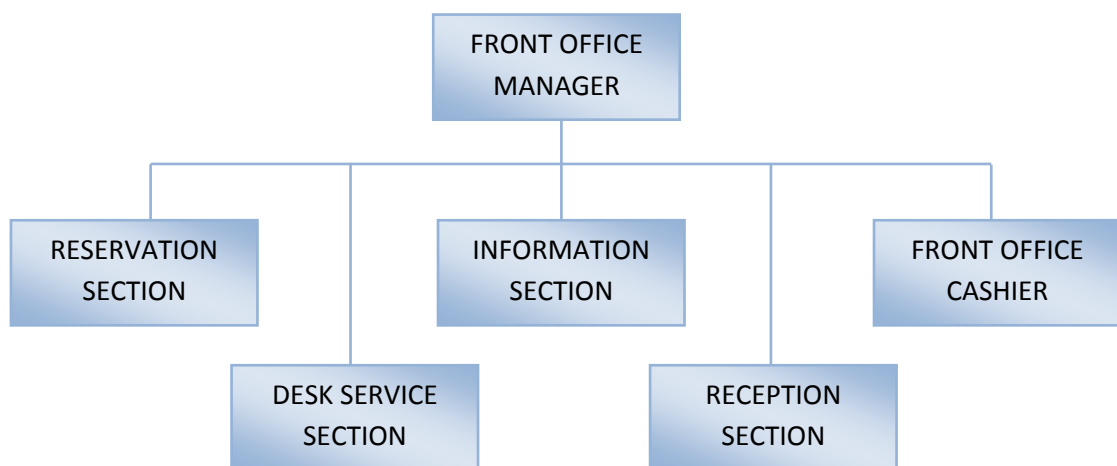 FRONT OFFICE
MANAGER
RESERVATION
SECTION
INFORMATION
SECTION
FRONT OFFICE
CASHIER
DESK SERVICE
SECTION
RECEPTION
SECTION